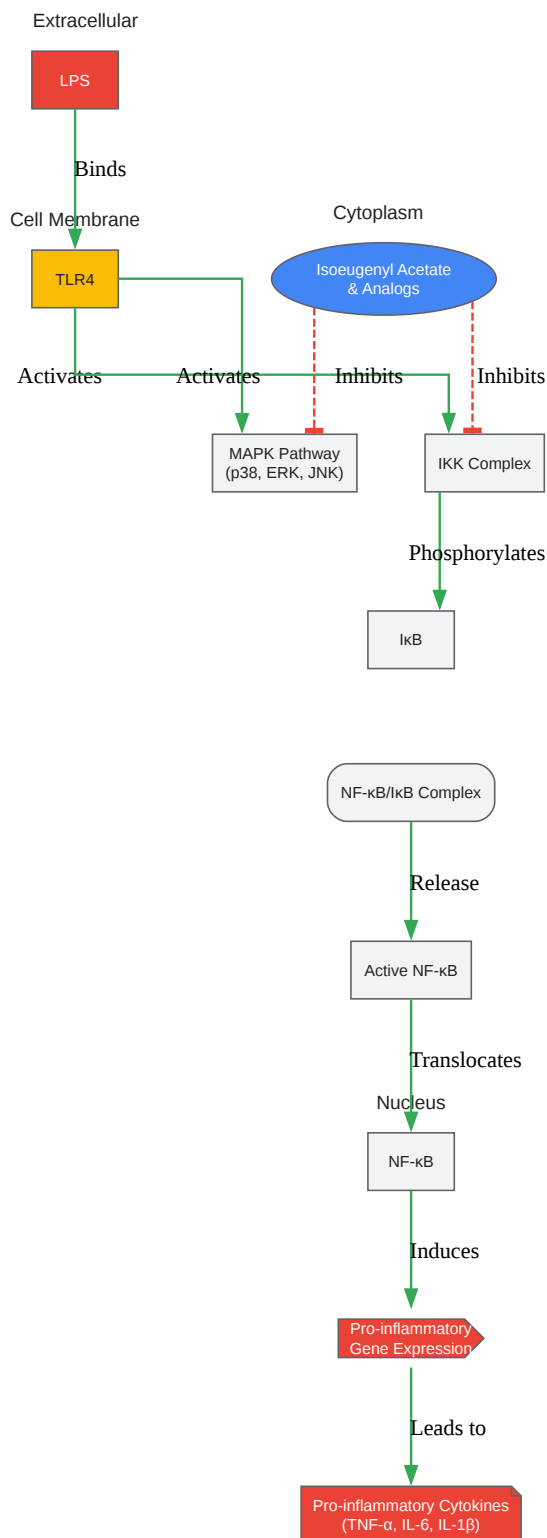 Extracellular
LPS
Binds
Cell Membrane
Cytoplasm
TLR4
Isoeugenyl Acetate
& Analogs
Activates
Activates
Inhibits
Inhibits
MAPK Pathway
(p38, ERK, JNK)
IKK Complex
Phosphorylates
IκB
NF-κB/IκB Complex
Release
Active NF-κB
Translocates
Nucleus
NF-κB
Induces
Pro-inflammatory
Gene Expression
Leads to
Pro-inflammatory Cytokines
(TNF-α, IL-6, IL-1β)